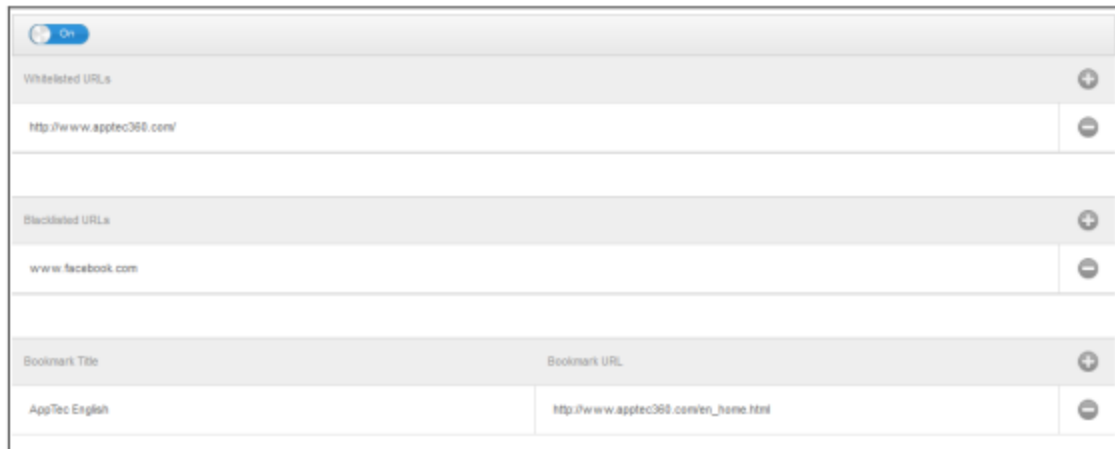 On
Whitelisted URLs
http://www.apptec360.com/
Blacklisted URLs
www.facebook.com
Bookmark Title Bookmark URL
AppTec English http://www.apptec360.com/en_home.html